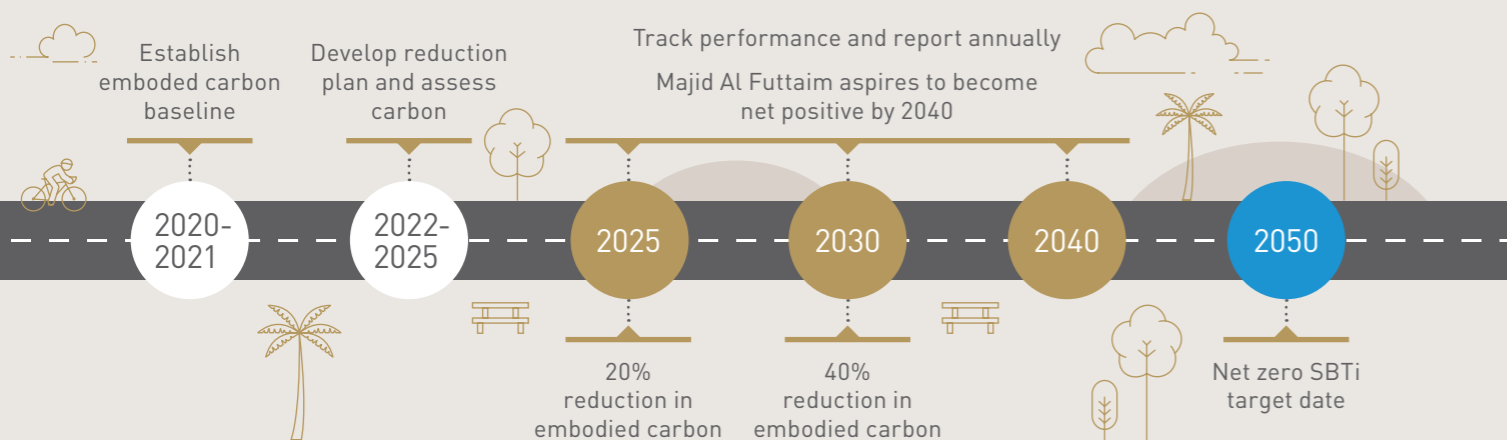 Establish
emboded carbon
baseline
Develop reduction
plan and assess
carbon
Track performance and report annually
Majid Al Futtaim aspires to become
net positive by 2040
2020-
2021
2022-
2025
2025
2030
2040
2050
20%
reduction in
embodied carbon
40%
reduction in
embodied carbon
Net zero SBTi
target date